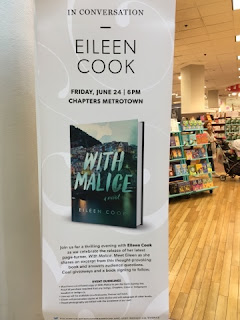 IN CONVERSATION
EILEEN
COOK
FRIDAY, JUNE 24 | 6PM
CHAPTERS METROTOWN
WITH
MALICE
a novel
EILEEN COOK
Join us for a thrilling evening with Eileen Cook
as we celebrate the release of her latest
page-turner, With Malice. Meet Eileen as she
shares an excerpt from this thought-provoking
book and answers audience questions.
Door giveaways and a book signing to follow.
EVENT GUIDELINES